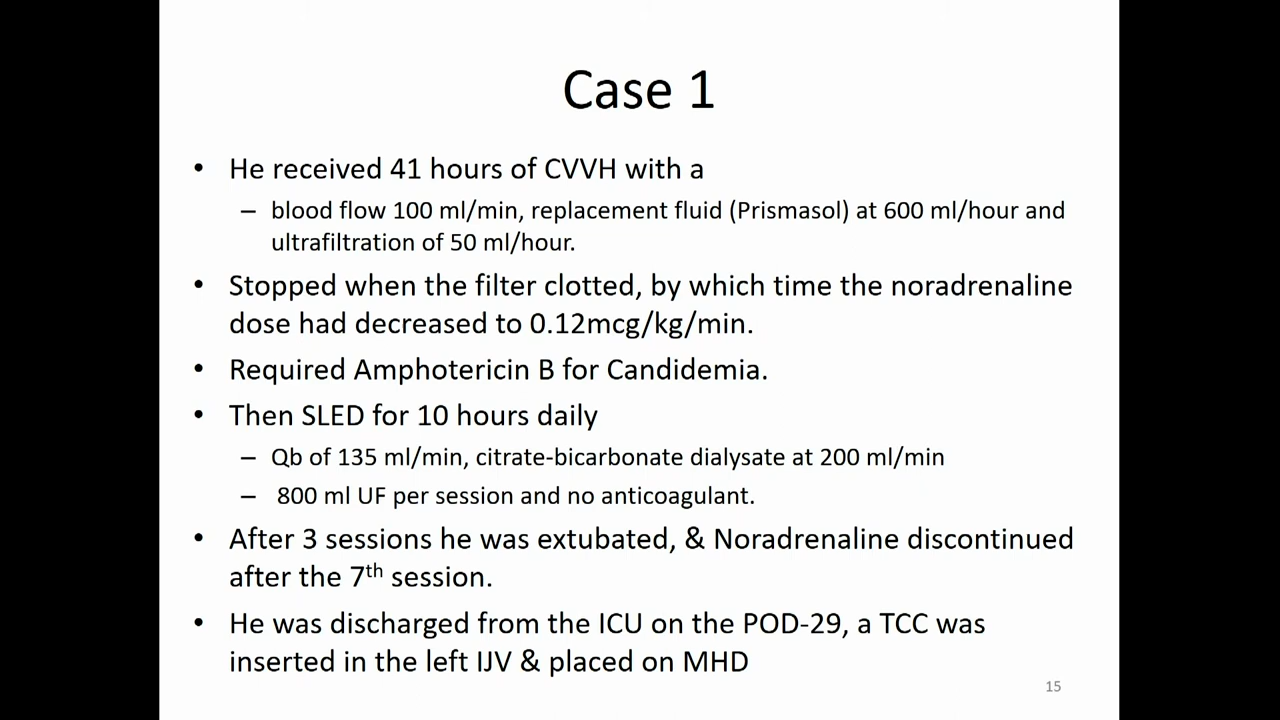 Case 1
• He received 41 hours of CVVH with a
– blood flow 100 ml/min, replacement fluid (Prismasol) at 600 ml/hour and
ultrafiltration of 50 ml/hour.
• Stopped when the filter clotted, by which time the noradrenaline
dose had decreased to 0.12mcg/kg/min.
• Required Amphotericin B for Candidemia.
• Then SLED for 10 hours daily
– Qb of 135 ml/min, citrate-bicarbonate dialysate at 200 ml/min
– 800 ml UF per session and no anticoagulant.
• After 3 sessions he was extubated, & Noradrenaline discontinued
after the 7th session.
• He was discharged from the ICU on the POD-29, a TCC was
inserted in the left IJV & placed on MHD
15